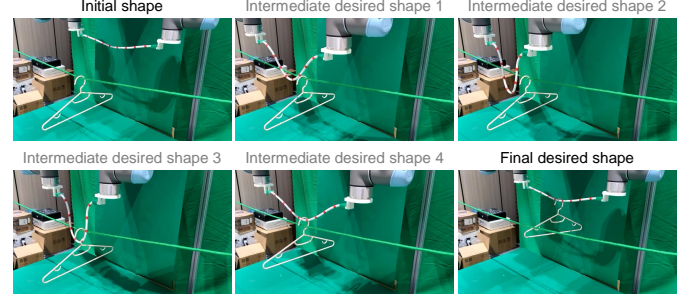 Initial shape
Intermediate desired shape 1
Intermediate desired shape 2
Intermediate desired shape 3
Intermediate desired shape 4
Final desired shape